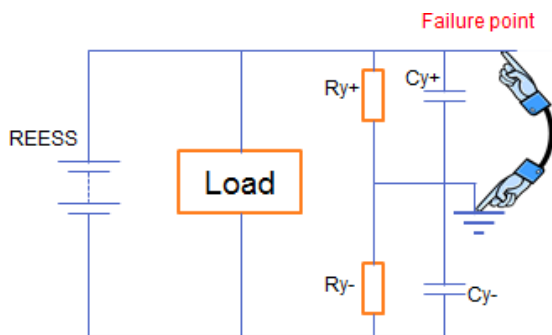 Failure point
Ry+
Cy+
REESS
Load
Ry-
Cy-